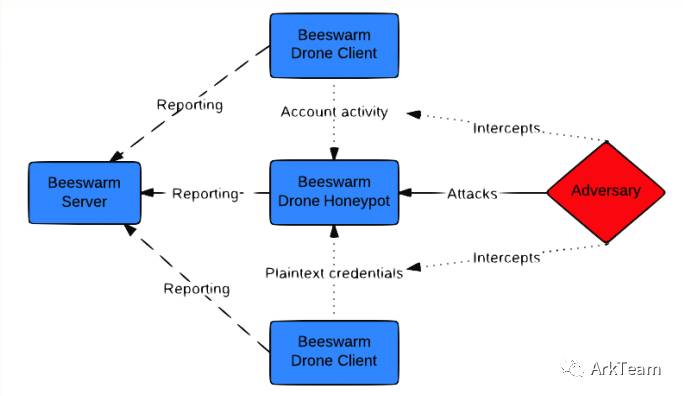 Beeswarm
Drone Client
Reporting
Account activity
Intercepts
Beeswarm
Server
Reporting
Beeswarm
Drone Honeypot
Attacks
Adversary
Plaintext credentials
Intercepts
Reporting
Beeswarm
Drone Client
ArkTeam